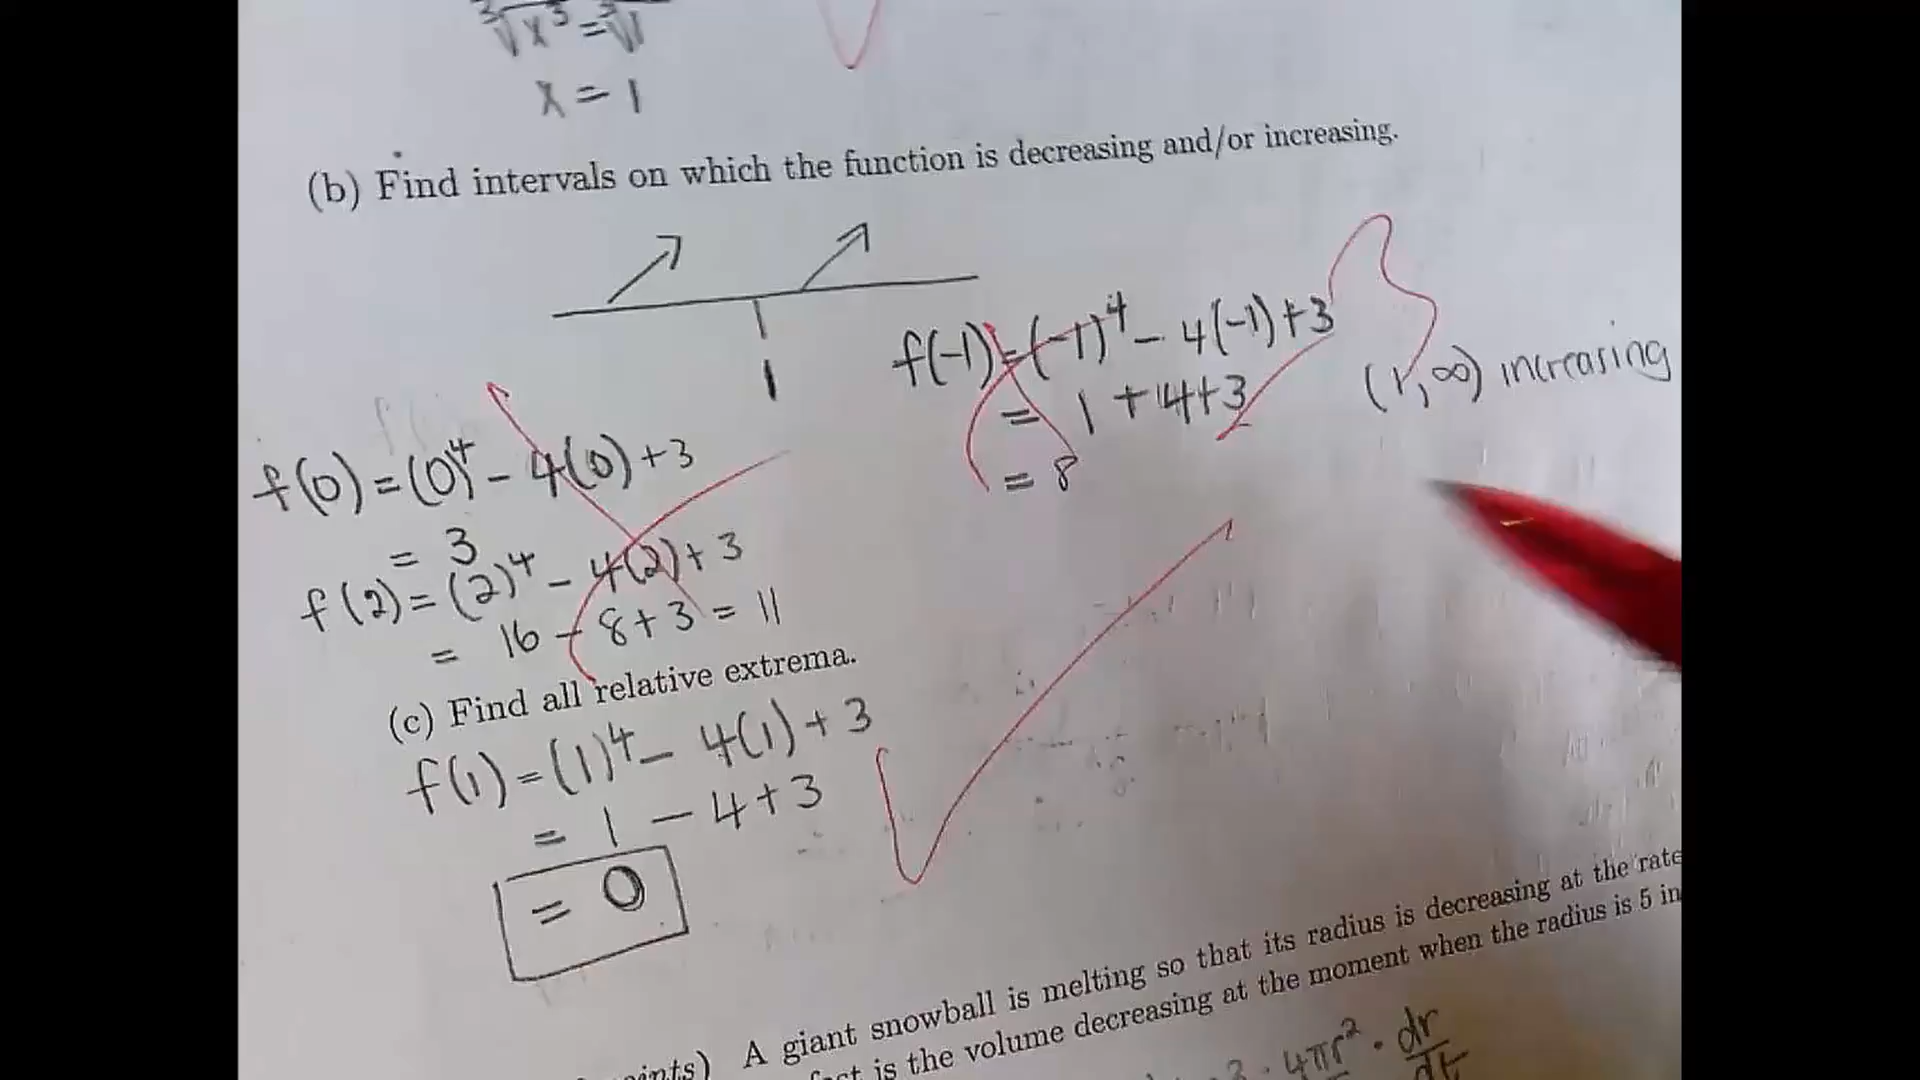 ∛x³ = ∛1
x = 1
(b) Find intervals on which the function is decreasing and/or increasing.
1
f(-1) = (-1)⁴ - 4(-1) + 3
= 1 + 4 + 3
= 8
(1, ∞) increasing
f(0) = (0)⁴ - 4(0) + 3
= 3
f(2) = (2)⁴ - 4(2) + 3
= 16 - 8 + 3 = 11
(c) Find all relative extrema.
f(1) = (1)⁴ - 4(1) + 3
= 1 - 4 + 3
= 0
A giant snowball is melting so that its radius is decreasing at the rate
is the volume decreasing at the moment when the radius is 5 in
· 4πr² · dr/dt